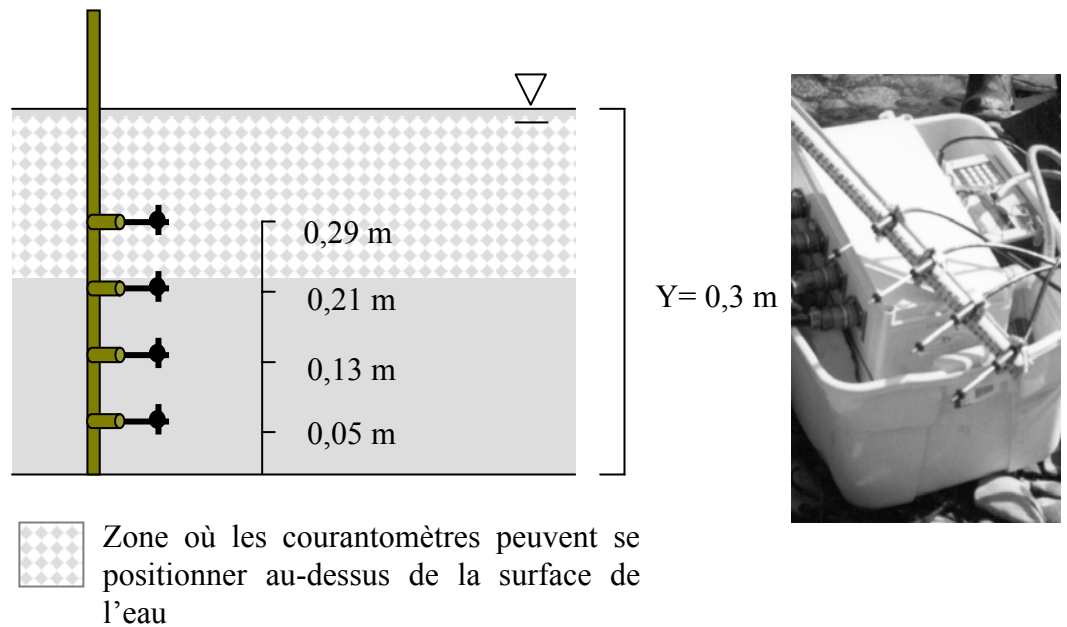 0,29 m
0,21 m
Y= 0,3 m
0,13 m
0,05 m
Zone où les courantomètres peuvent se
positionner au-dessus de la surface de
l’eau